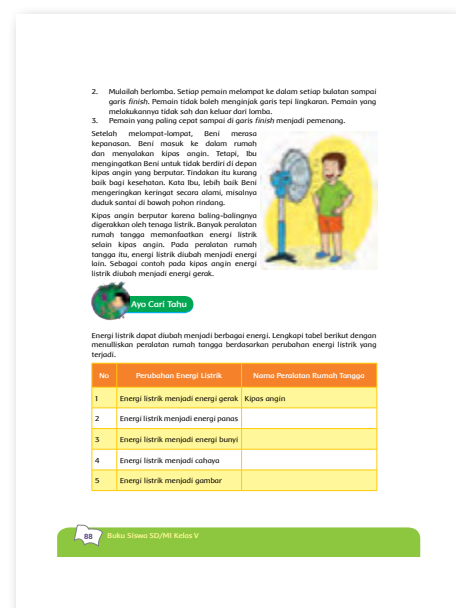 2. Mulailah berlomba. Setiap pemain melompat ke dalam setiap bulatan sampai
garis finish. Pemain tidak boleh menginjak garis tepi lingkaran. Pemain yang
melakukannya tidak sah dan keluar dari lomba.
3. Pemain yang paling cepat sampai di garis finish menjadi pemenang.
Setelah melompat-lompat, Beni merasa
kepanasan. Beni masuk ke dalam rumah
dan menyalakan kipas angin. Tetapi, Ibu
mengingatkan Beni untuk tidak berdiri di depan
kipas angin yang berputar. Tindakan itu kurang
baik bagi kesehatan. Kata Ibu, lebih baik Beni
mengeringkan keringat secara alami, misalnya
duduk santai di bawah pohon rindang.
Kipas angin berputar karena baling-balingnya
digerakkan oleh tenaga listrik. Banyak peralatan
rumah tangga memanfaatkan energi listrik
selain kipas angin. Pada peralatan rumah
tangga itu, energi listrik diubah menjadi energi
lain. Sebagai contoh pada kipas angin energi
listrik diubah menjadi energi gerak.
Ayo Cari Tahu
Energi listrik dapat diubah menjadi berbagai energi. Lengkapi tabel berikut dengan
menulliskan peralatan rumah tangga berdasarkan perubahan energi listrik yang
terjadi.
No Perubahan Energi Listrik Nama Peralatan Rumah Tangga
1 Energi listrik menjadi energi gerak Kipas angin
2 Energi listrik menjadi energi panas
3 Energi listrik menjadi energi bunyi
4 Energi listrik menjadi cahaya
5 Energi listrik menjadi gambar
88 Buku Siswa SD/MI Kelas V